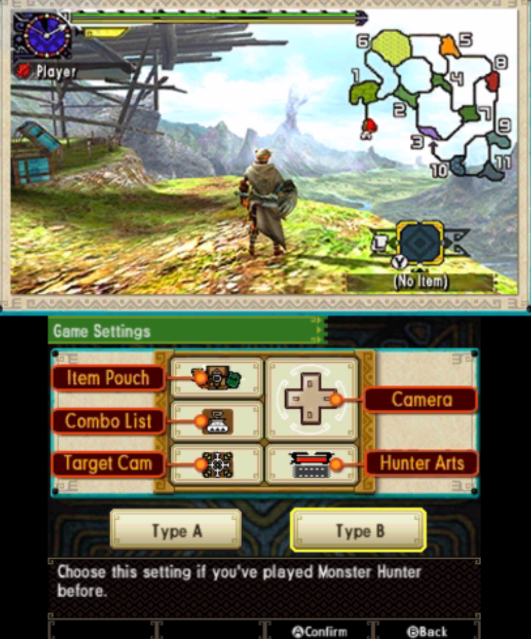 Player
6
5
8
1
4
2
7
3
9
10
11
L
Y
(No Item)
Game Settings
Item Pouch
Camera
Combo List
Target Cam
Hunter Arts
Type A
Type B
Choose this setting if you've played Monster Hunter
before.
AConfirm
BBack